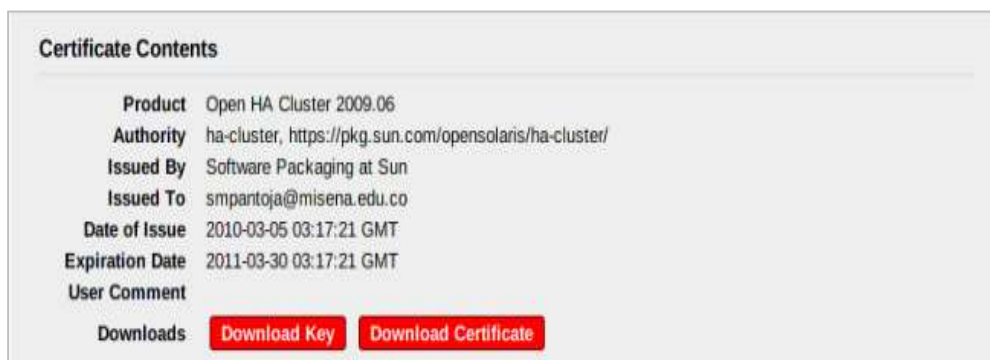 Certificate Contents
Product Open HA Cluster 2009.06
Authority ha-cluster, https://pkg.sun.com/opensolaris/ha-cluster/
Issued By Software Packaging at Sun
Issued To smpantoja@misena.edu.co
Date of Issue 2010-03-05 03:17:21 GMT
Expiration Date 2011-03-30 03:17:21 GMT
User Comment
Downloads Download Key Download Certificate